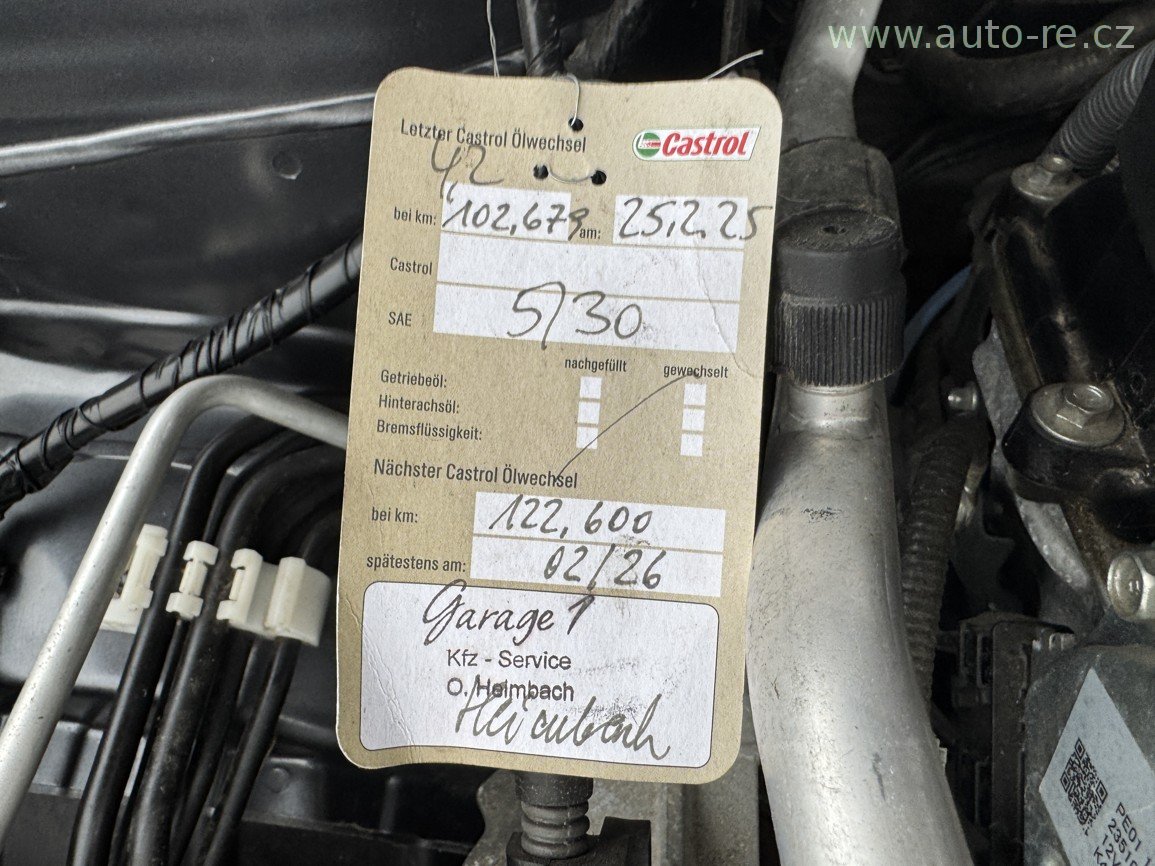 www.auto-re.cz
Letzter Castrol Ölwechsel
Castrol
4,2
bei km: 102,679 am: 25.2.25
Castrol
SAE 5/30
nachgefüllt gewechselt
Getriebeöl:
Hinterachsöl:
Bremsflüssigkeit:
Nächster Castrol Ölwechsel
bei km: 122,600
spätestens am: 02/26
Garage 1
Kfz - Service
O. Heimbach
Heimbach
PE01